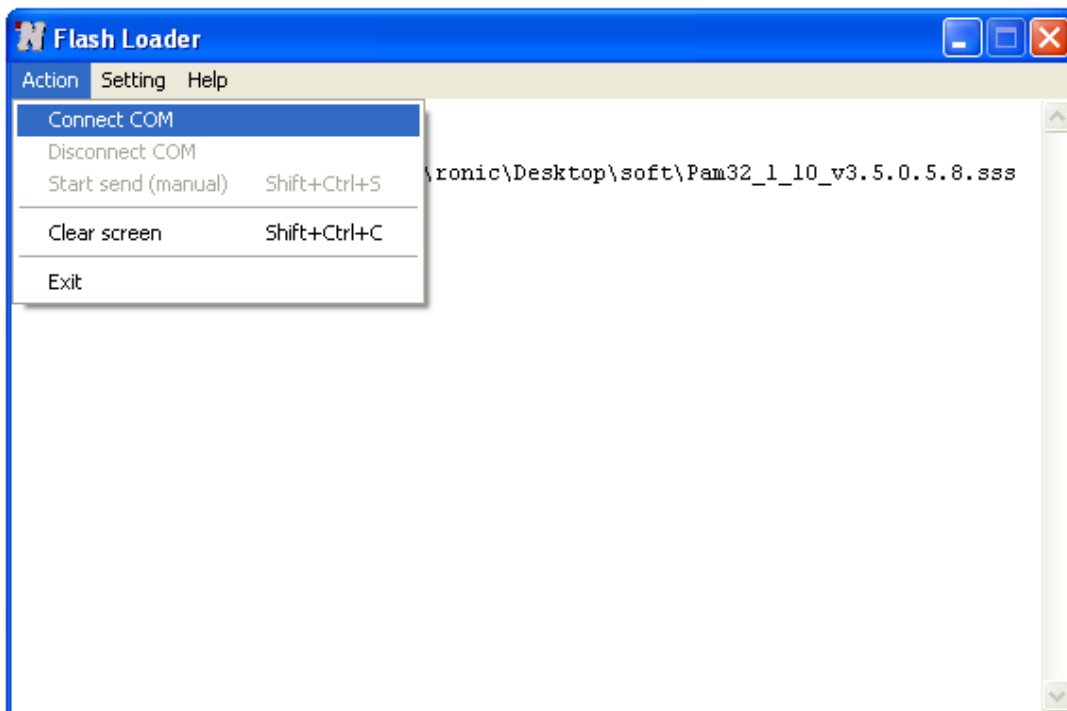 Flash Loader
Action Setting Help
Connect COM
Disconnect COM
\ronic\Desktop\soft\Pam32_1_10_v3.5.0.5.8.sss
Start send (manual) Shift+Ctrl+S
Clear screen Shift+Ctrl+C
Exit